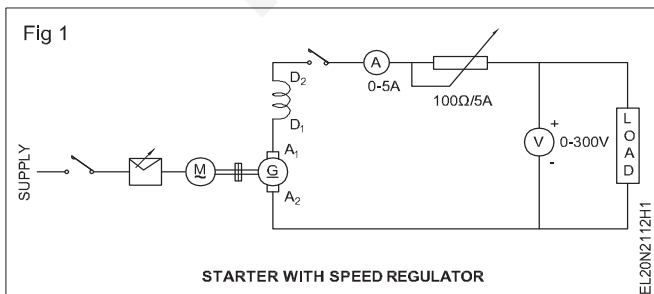 Fig 1
D2
D1
A
0-5A
100Ω/5A
V
+
-
0-300V
LOAD
SUPPLY
M
~
A1
G
A2
STARTER WITH SPEED REGULATOR
EL20N2112H1